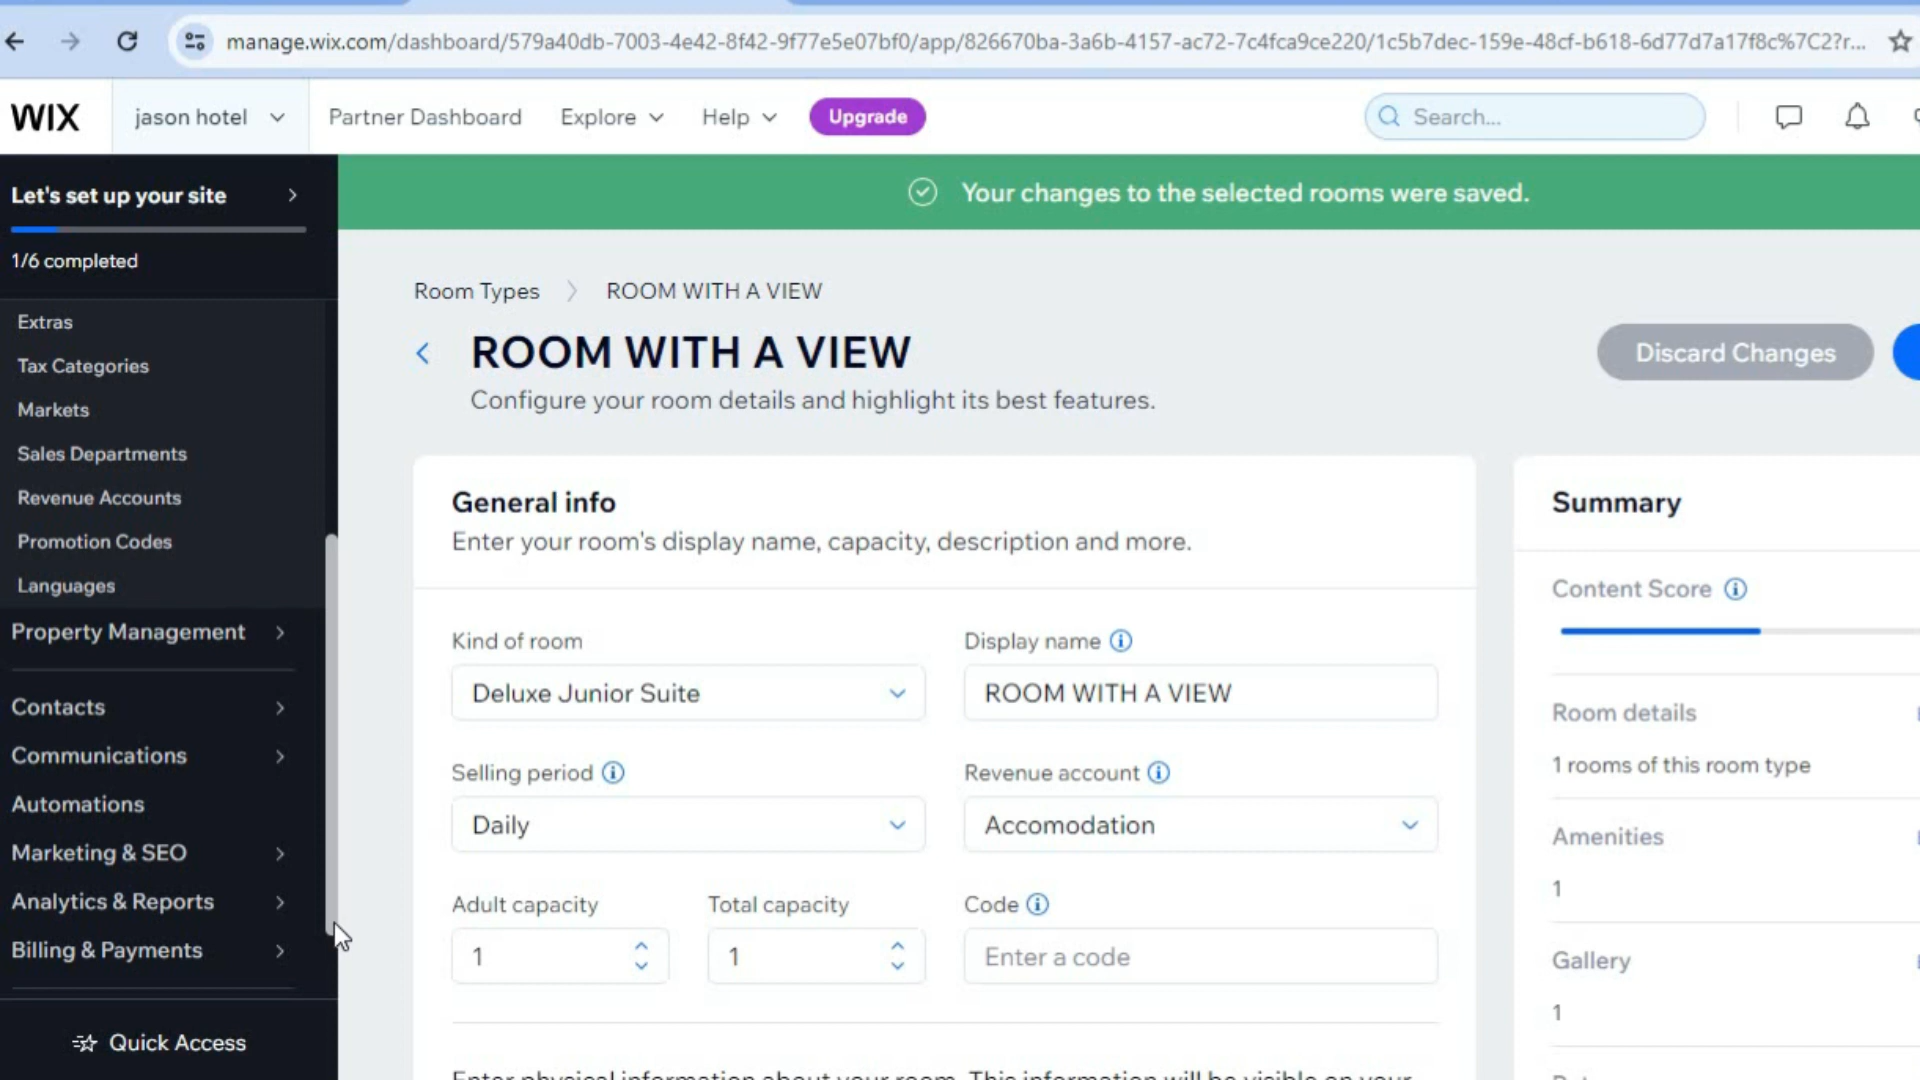 manage.wix.com/dashboard/579a40db-7003-4e42-8f42-9f77e5e07bf0/app/826670ba-3a6b-4157-ac72-7c4fca9ce220/1c5b7dec-159e-48cf-b618-6d77d7a17f8c%7C2?r...
WIX
jason hotel
Partner Dashboard
Explore
Help
Upgrade
Search...
Let's set up your site
1/6 completed
Extras
Tax Categories
Markets
Sales Departments
Revenue Accounts
Promotion Codes
Languages
Property Management
Contacts
Communications
Automations
Marketing & SEO
Analytics & Reports
Billing & Payments
Quick Access
Your changes to the selected rooms were saved.
Room Types
ROOM WITH A VIEW
ROOM WITH A VIEW
Configure your room details and highlight its best features.
Discard Changes
General info
Enter your room's display name, capacity, description and more.
Kind of room
Deluxe Junior Suite
Display name
ROOM WITH A VIEW
Selling period
Daily
Revenue account
Accomodation
Adult capacity
1
Total capacity
1
Code
Enter a code
Enter physical information about your room. This information will be visible on your
Summary
Content Score
Room details
1 rooms of this room type
Amenities
1
Gallery
1